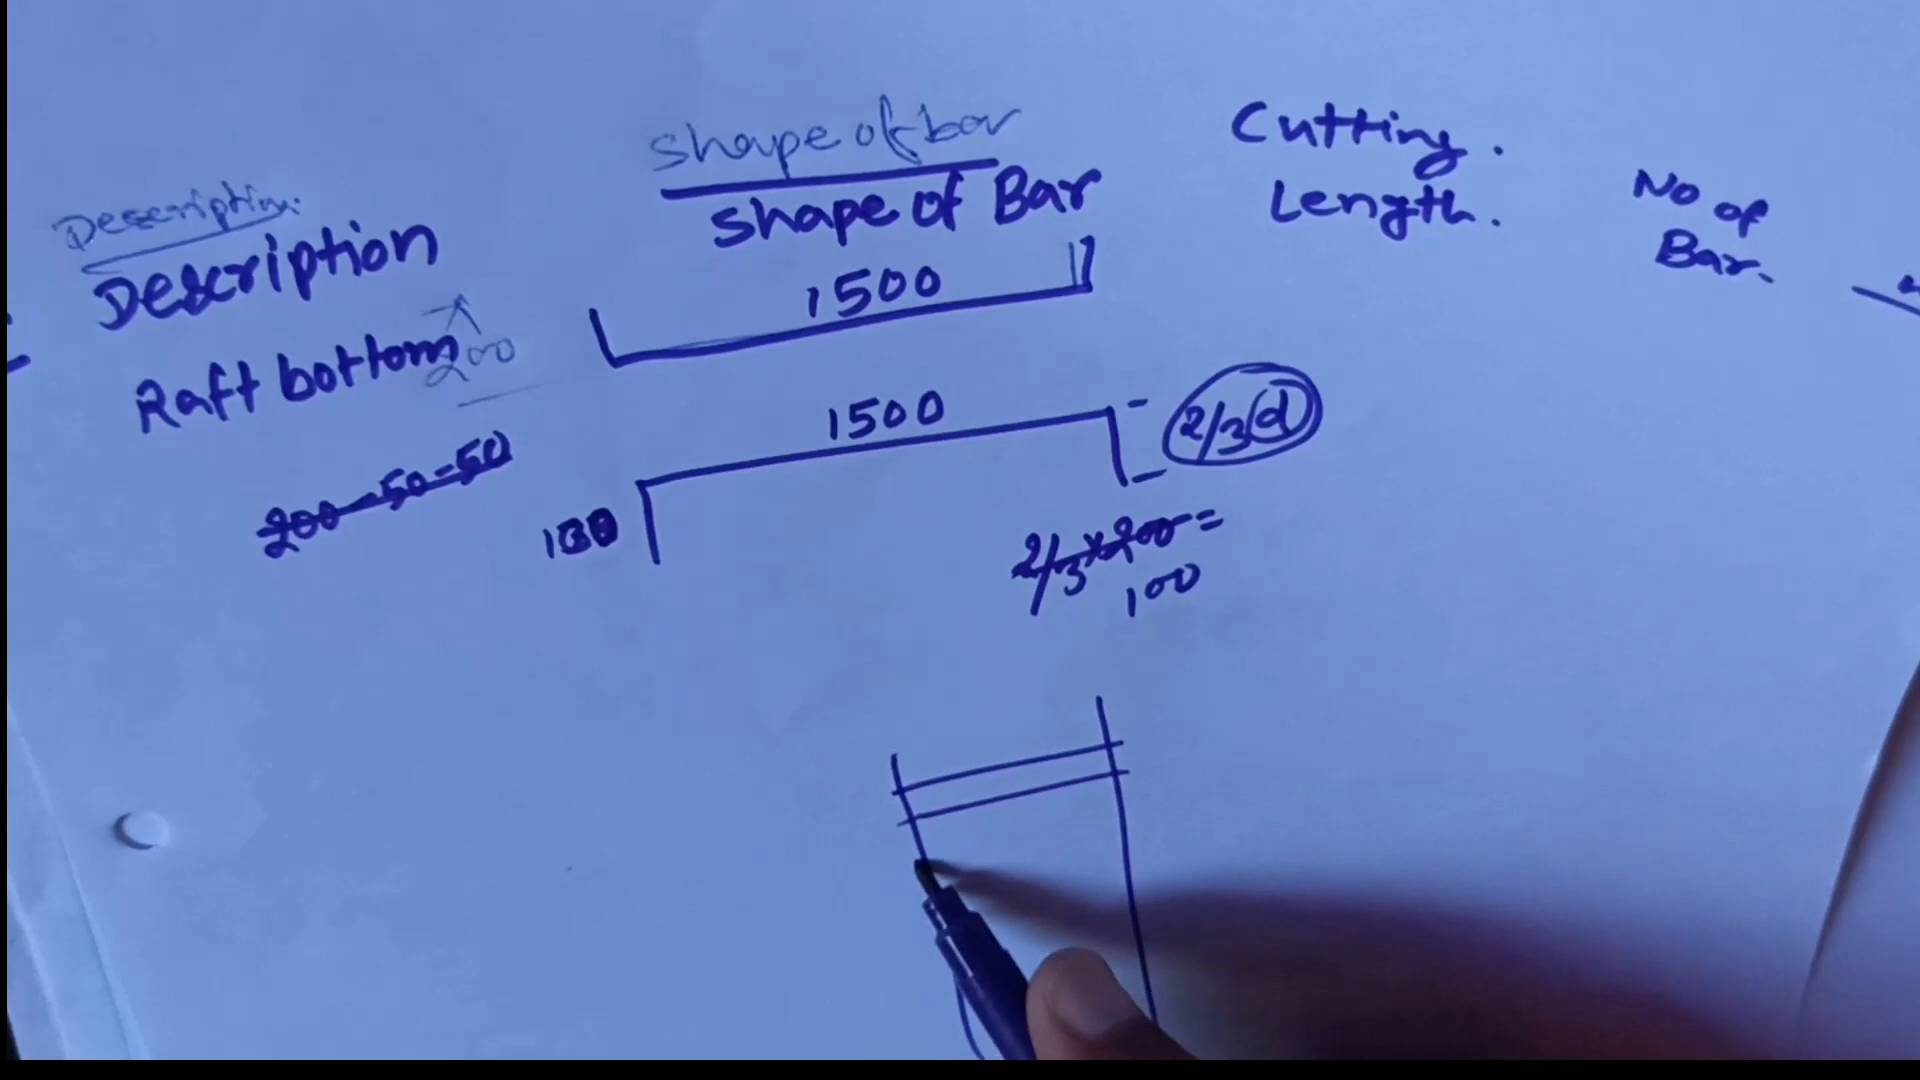 shape of bar
Cutting.
Length.
Description.
shape of Bar
No of
Bar.
Description
1500
Raft bottom
200
1500
2/3(d)
200-50-50
100
2/3×200=
100